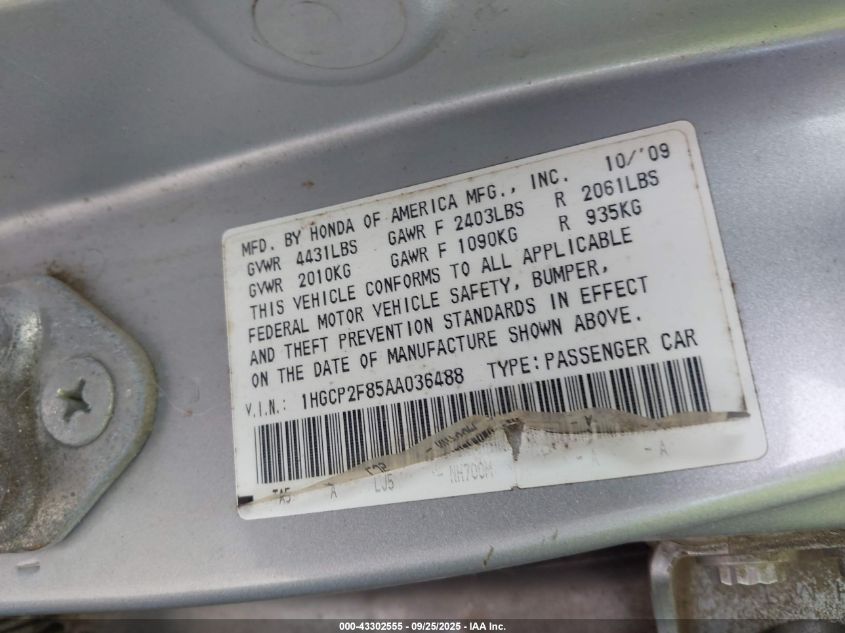 MFD. BY HONDA OF AMERICA MFG., INC. 10/'09
GVWR 4431LBS GAWR F 2403LBS R 2061LBS
GVWR 2010KG GAWR F 1090KG R 935KG
THIS VEHICLE CONFORMS TO ALL APPLICABLE
FEDERAL MOTOR VEHICLE SAFETY, BUMPER,
AND THEFT PREVENTION STANDARDS IN EFFECT
ON THE DATE OF MANUFACTURE SHOWN ABOVE.
V.I.N.: 1HGCP2F85AA036488 TYPE:PASSENGER CAR
TA5 A L05 - NH700M - A - A
000-43302555 - 09/25/2025 - IAA Inc.